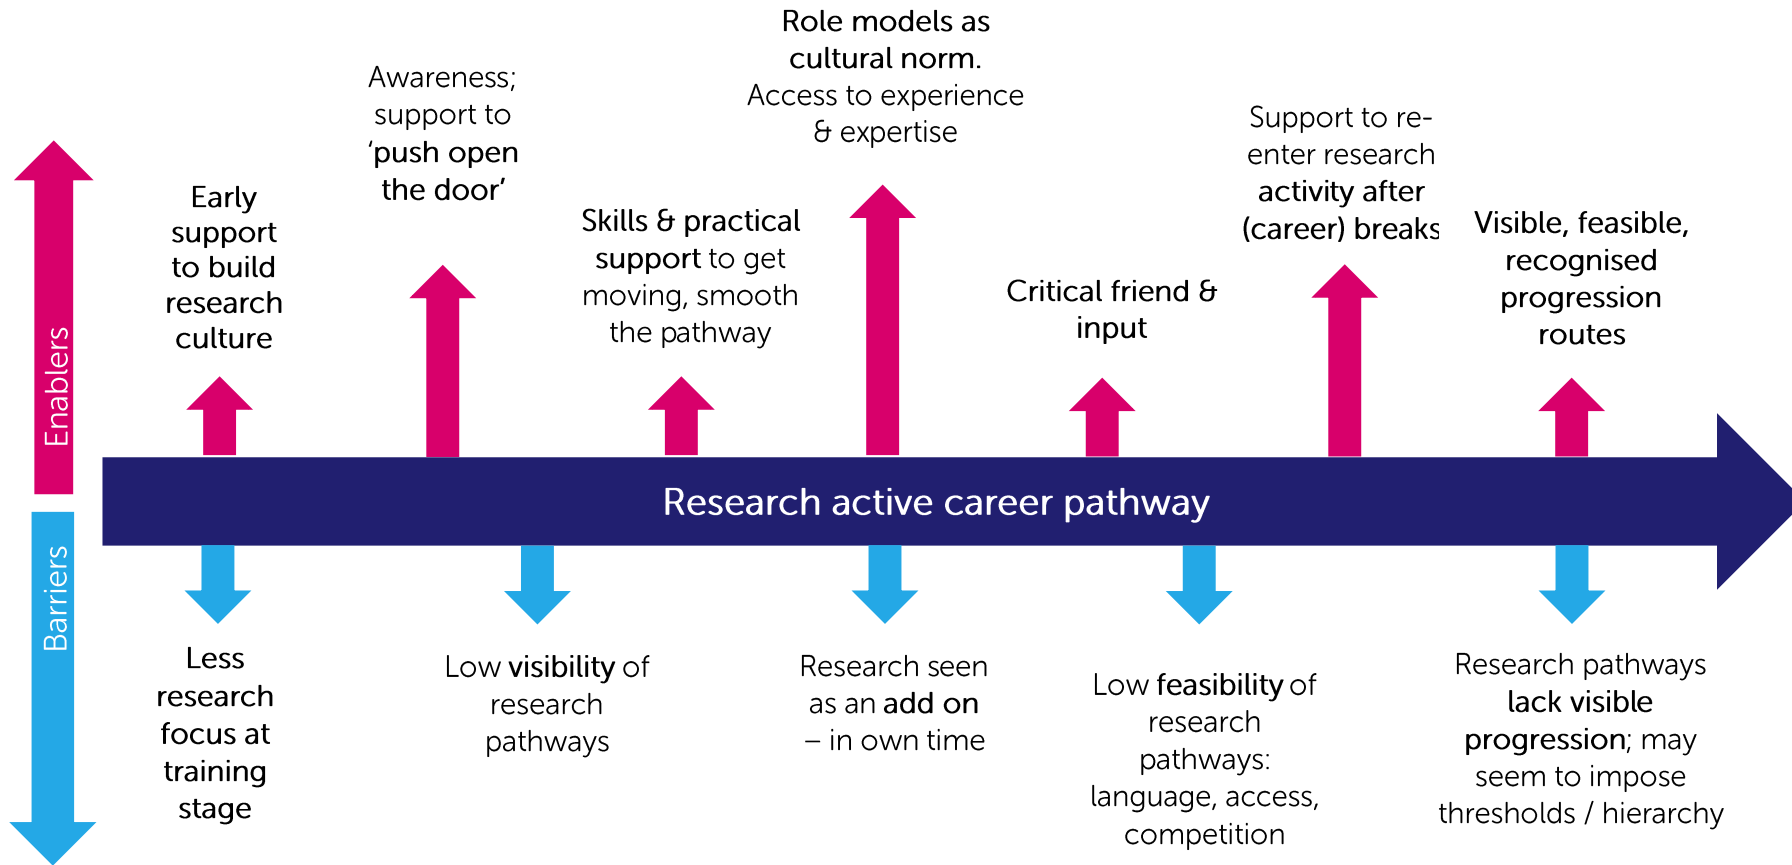 Enablers
Early
support
to build
research
culture
Awareness;
support to
‘push open
the door’
Skills & practical
support to get
moving, smooth
the pathway
Role models as
cultural norm.
Access to experience
& expertise
Critical friend &
input
Support to re-
enter research
activity after
(career) breaks
Visible, feasible,
recognised
progression
routes
Research active career pathway
Barriers
Less
research
focus at
training
stage
Low visibility of
research
pathways
Research seen
as an add on
– in own time
Low feasibility of
research
pathways:
language, access,
competition
Research pathways
lack visible
progression; may
seem to impose
thresholds / hierarchy